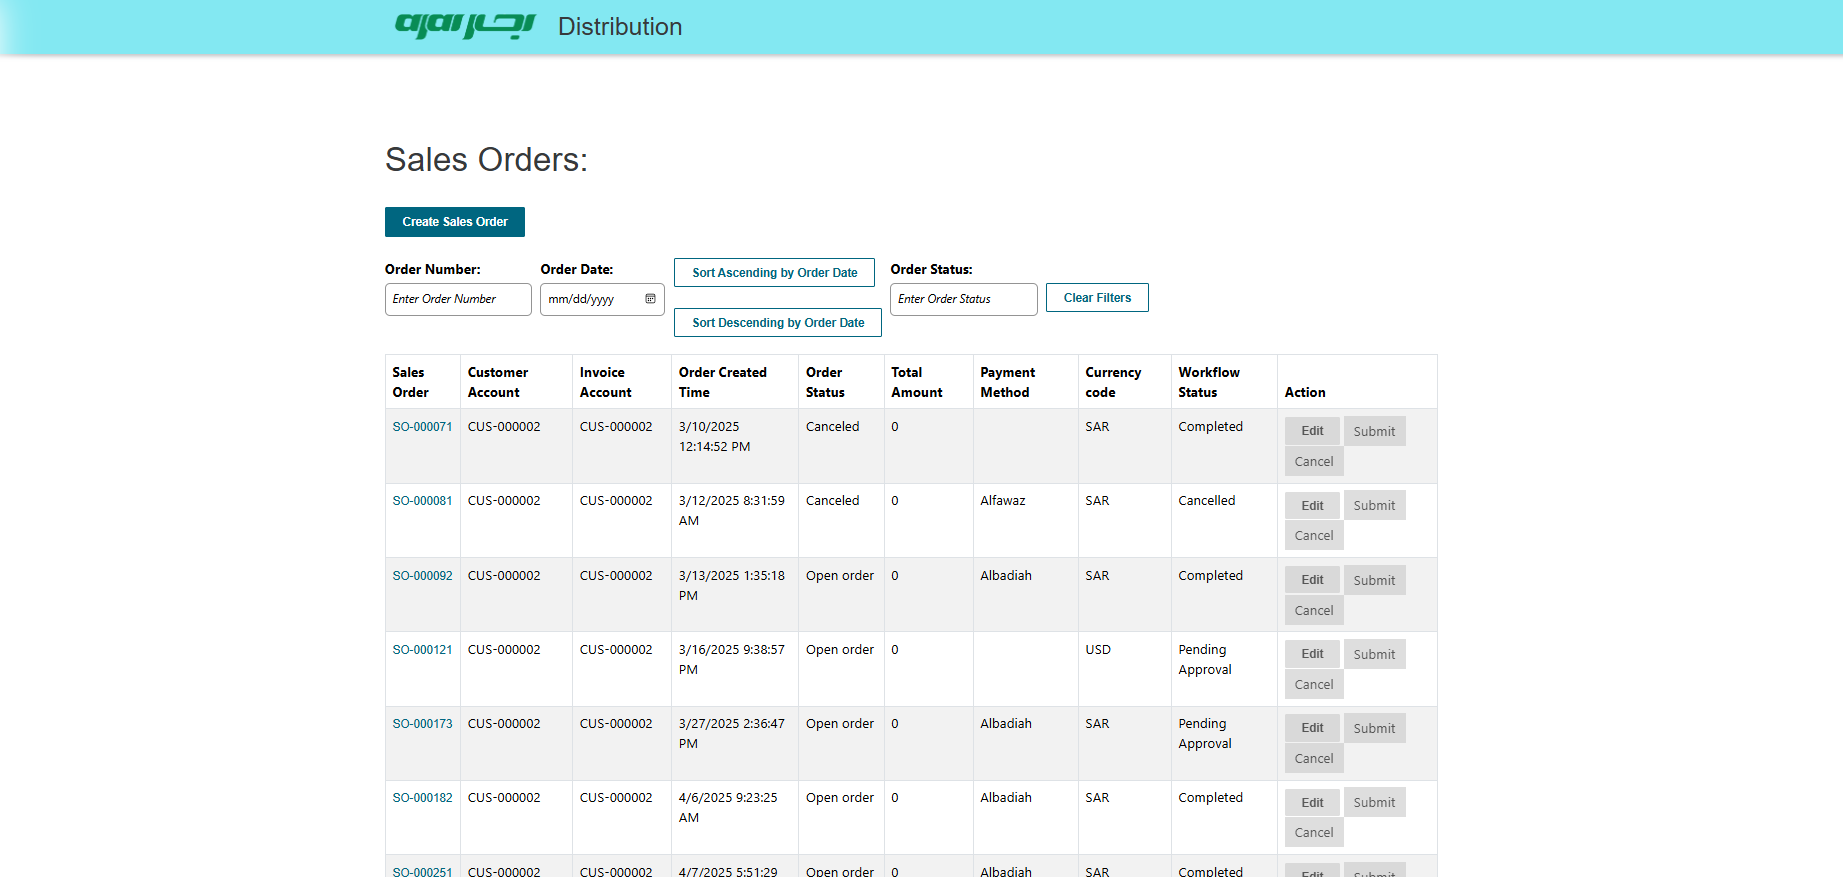 Distribution
Sales Orders:
Create Sales Order
Order Number:
Order Date:
Sort Ascending by Order Date
Order Status:
Enter Order Number
mm/dd/yyyy
Enter Order Status
Clear Filters
Sort Descending by Order Date
Sales Order	Customer Account	Invoice Account	Order Created Time	Order Status	Total Amount	Payment Method	Currency code	Workflow Status	Action
SO-000071	CUS-000002	CUS-000002	3/10/2025 12:14:52 PM	Canceled	0		SAR	Completed	Edit Submit Cancel
SO-000081	CUS-000002	CUS-000002	3/12/2025 8:31:59 AM	Canceled	0	Alfawaz	SAR	Cancelled	Edit Submit Cancel
SO-000092	CUS-000002	CUS-000002	3/13/2025 1:35:18 PM	Open order	0	Albadiah	SAR	Completed	Edit Submit Cancel
SO-000121	CUS-000002	CUS-000002	3/16/2025 9:38:57 PM	Open order	0		USD	Pending Approval	Edit Submit Cancel
SO-000173	CUS-000002	CUS-000002	3/27/2025 2:36:47 PM	Open order	0	Albadiah	SAR	Pending Approval	Edit Submit Cancel
SO-000182	CUS-000002	CUS-000002	4/6/2025 9:23:25 AM	Open order	0	Albadiah	SAR	Completed	Edit Submit Cancel
SO-000251	CUS-000002	CUS-000002	4/7/2025 5:51:29	Open order	0	Albadiah	SAR	Completed	Edit Submit